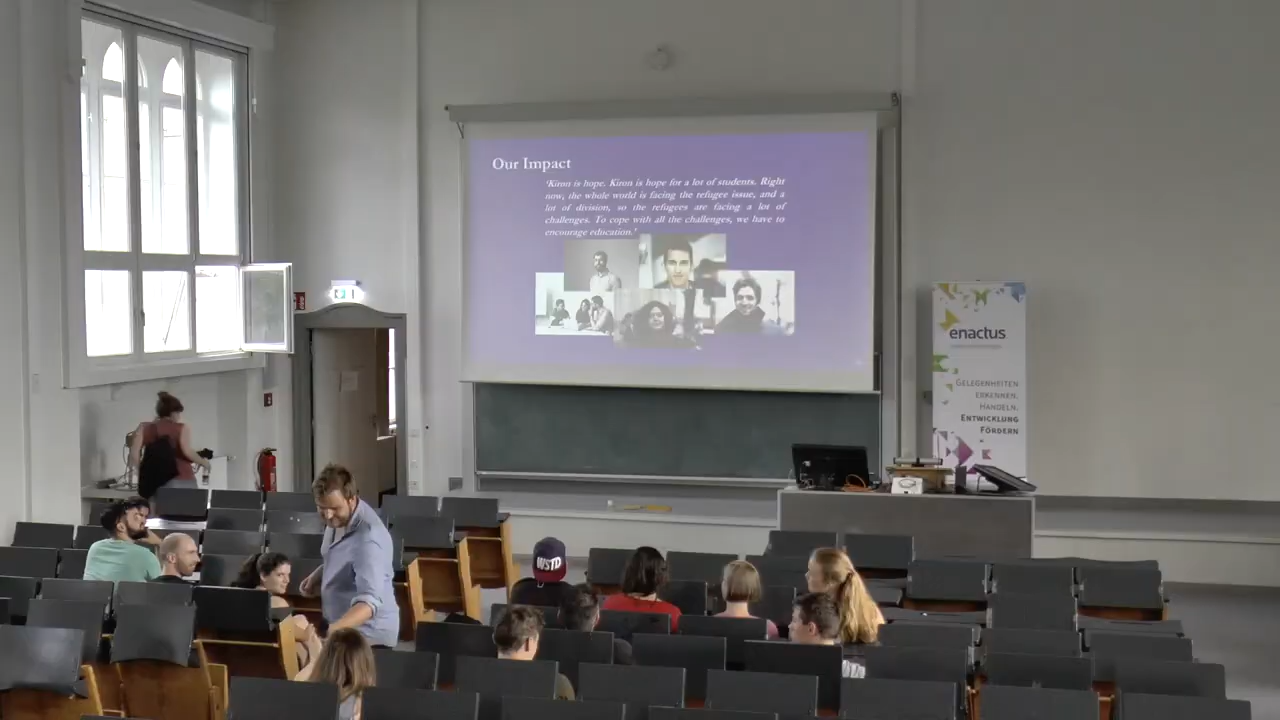 Our Impact
'Kiron is hope. Kiron is hope for a lot of students. Right
now, the whole world is facing the refugee issue, and a
lot of division, so the refugees are facing a lot of
challenges. To cope with all the challenges, we have to
encourage education.'
enactus
GELEGENHEITEN
ERKENNEN.
HANDELN.
ENTWICKLUNG
FÖRDERN
WSTD